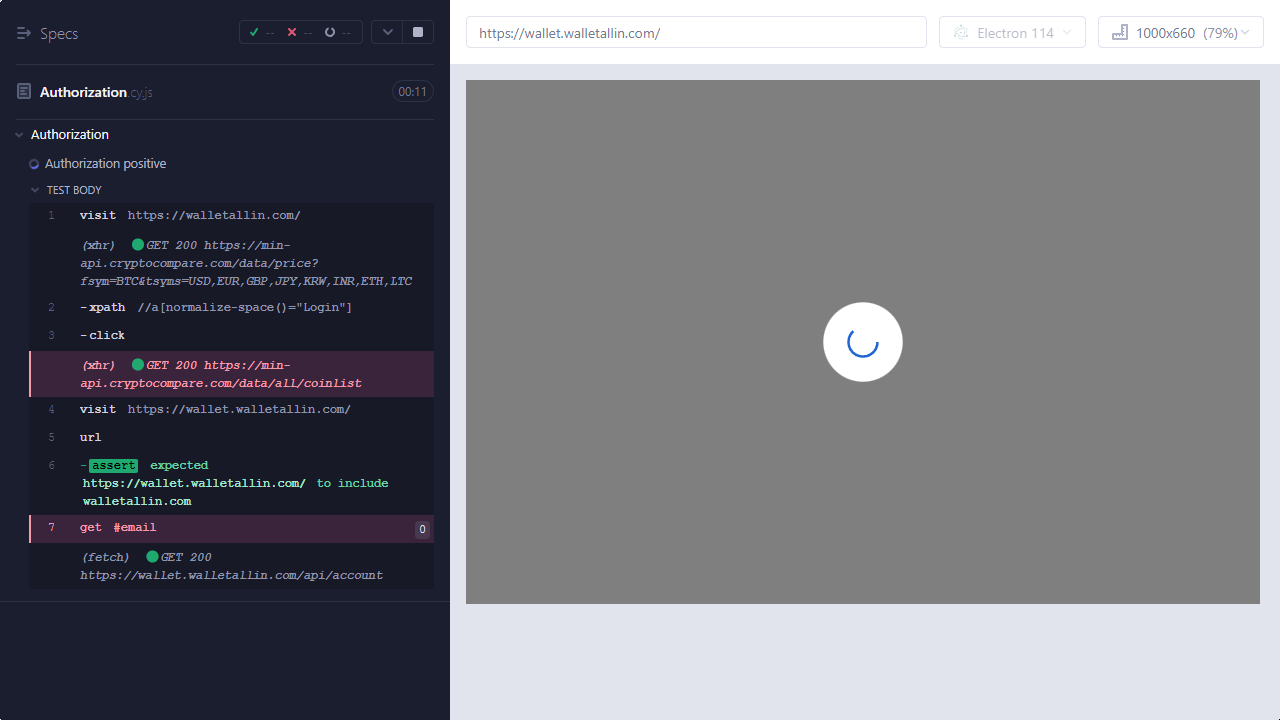 Specs
--
--
--
https://wallet.walletallin.com/
Electron 114
1000x660 (79%)
Authorization.cy.js
00:11
Authorization
Authorization positive
TEST BODY
1 visit https://walletallin.com/
(xhr) GET 200 https://min-
api.cryptocompare.com/data/price?
fsym=BTC&tsyms=USD,EUR,GBP,JPY,KRW,INR,ETH,LTC
2 -xpath //a[normalize-space()="Login"]
3 -click
(xhr) GET 200 https://min-
api.cryptocompare.com/data/all/coinlist
4 visit https://wallet.walletallin.com/
5 url
6 -assert expected
https://wallet.walletallin.com/ to include
walletallin.com
7 get #email 0
(fetch) GET 200
https://wallet.walletallin.com/api/account